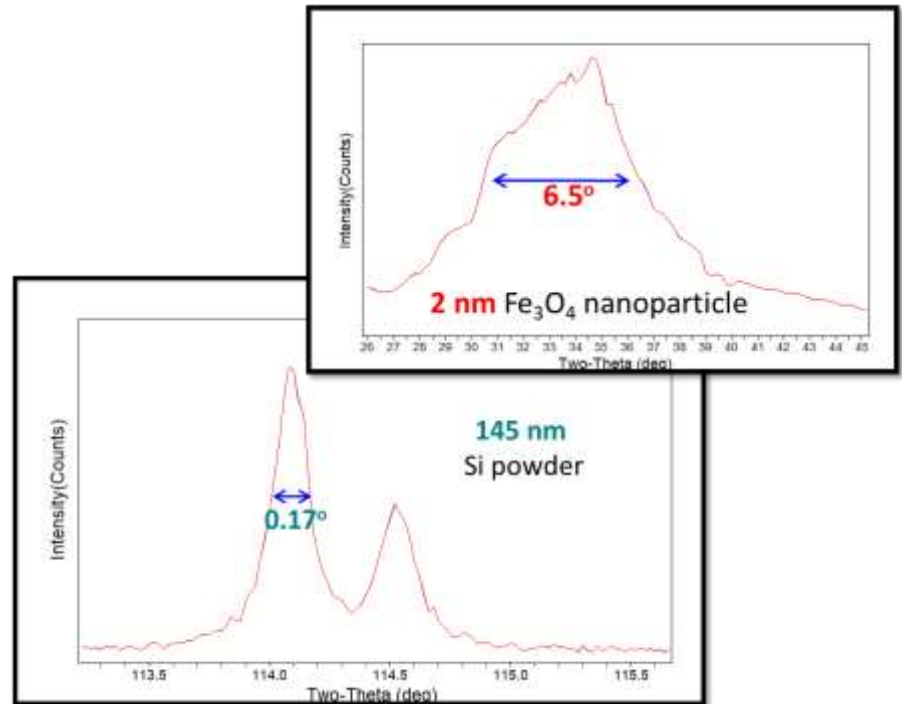 Intensity(Counts)
6.5°
2 nm Fe₃O₄ nanoparticle
26 27 28 29 30 31 32 33 34 35 36 37 38 39 40 41 42 43 44 45
Two-Theta (deg)
Intensity(Counts)
145 nm
Si powder
0.17°
113.5 114.0 114.5 115.0 115.5
Two-Theta (deg)